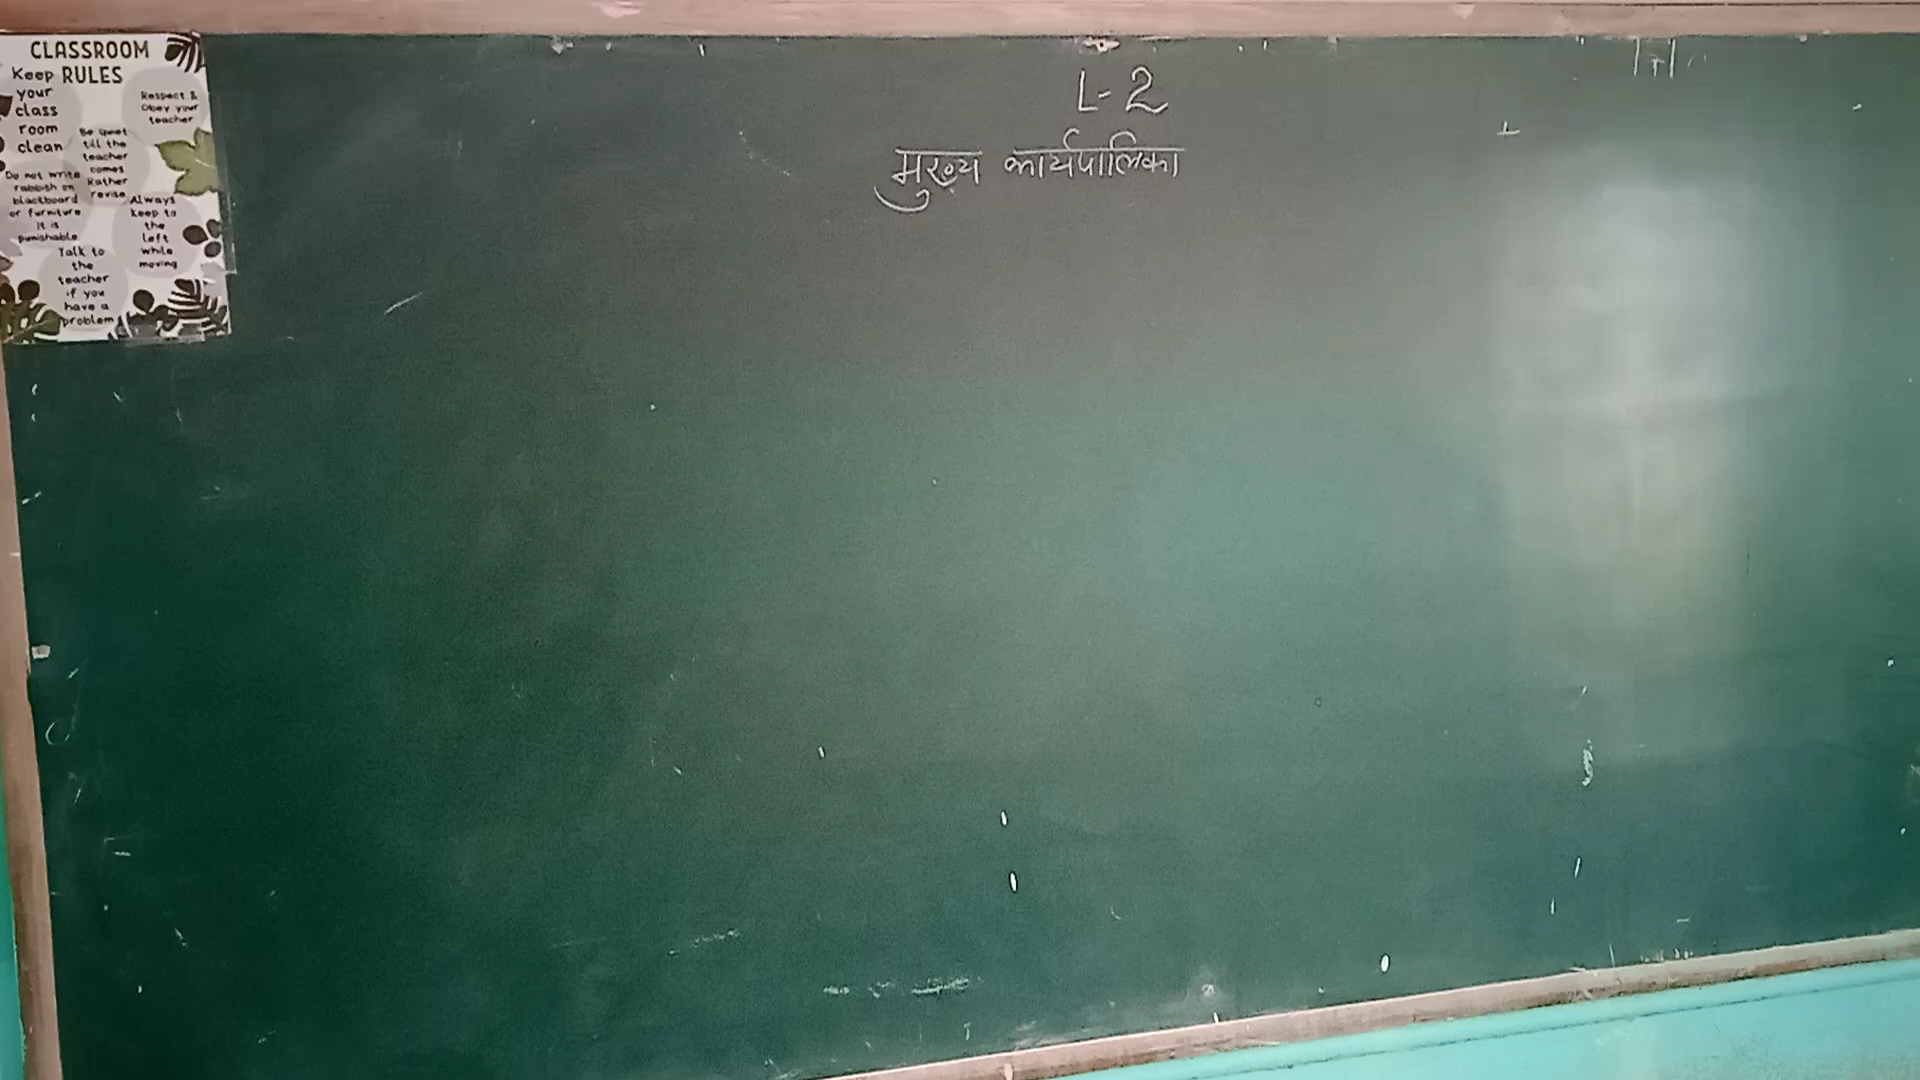 CLASSROOM
RULES
Keep
your
class
room
clean
Respect &
Obey your
teacher
Be Quiet
till the
teacher
comes
Rather
revise
Do not write
rabbish on
blackboard
or furniture
it is
punishable
Always
keep to
the
left
while
moving
Talk to
the
teacher
if you
have a
problem
L-2
मुख्य कार्यपालिका